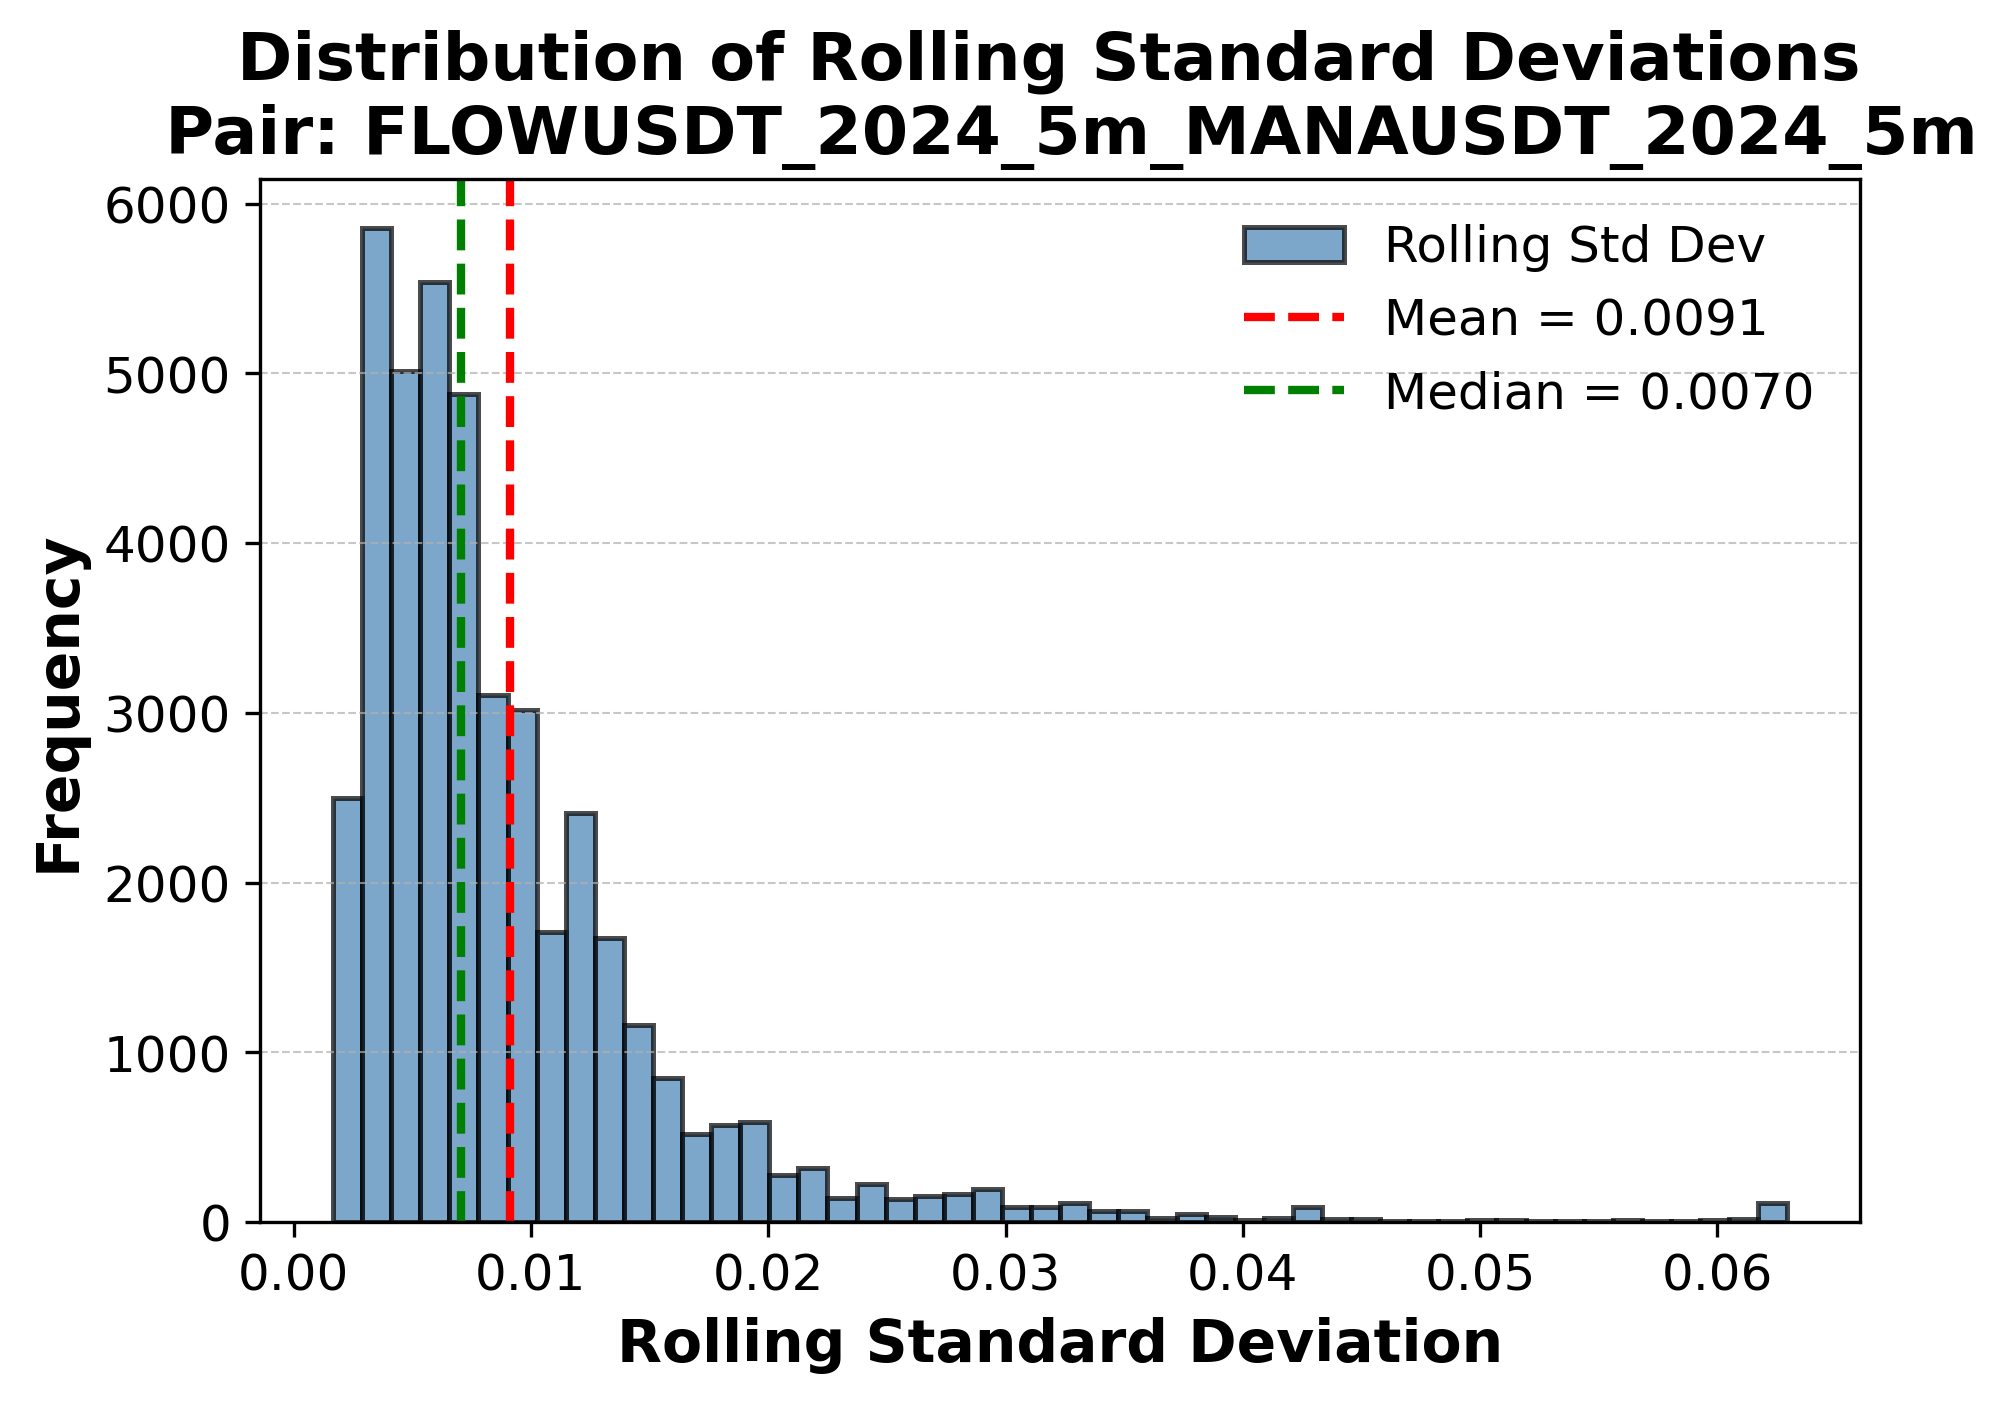 Distribution of Rolling Standard Deviations
Pair: FLOWUSDT_2024_5m_MANAUSDT_2024_5m
Rolling Std Dev
Mean = 0.0091
Median = 0.0070
Frequency
6000
5000
4000
3000
2000
1000
0
0.00 0.01 0.02 0.03 0.04 0.05 0.06
Rolling Standard Deviation